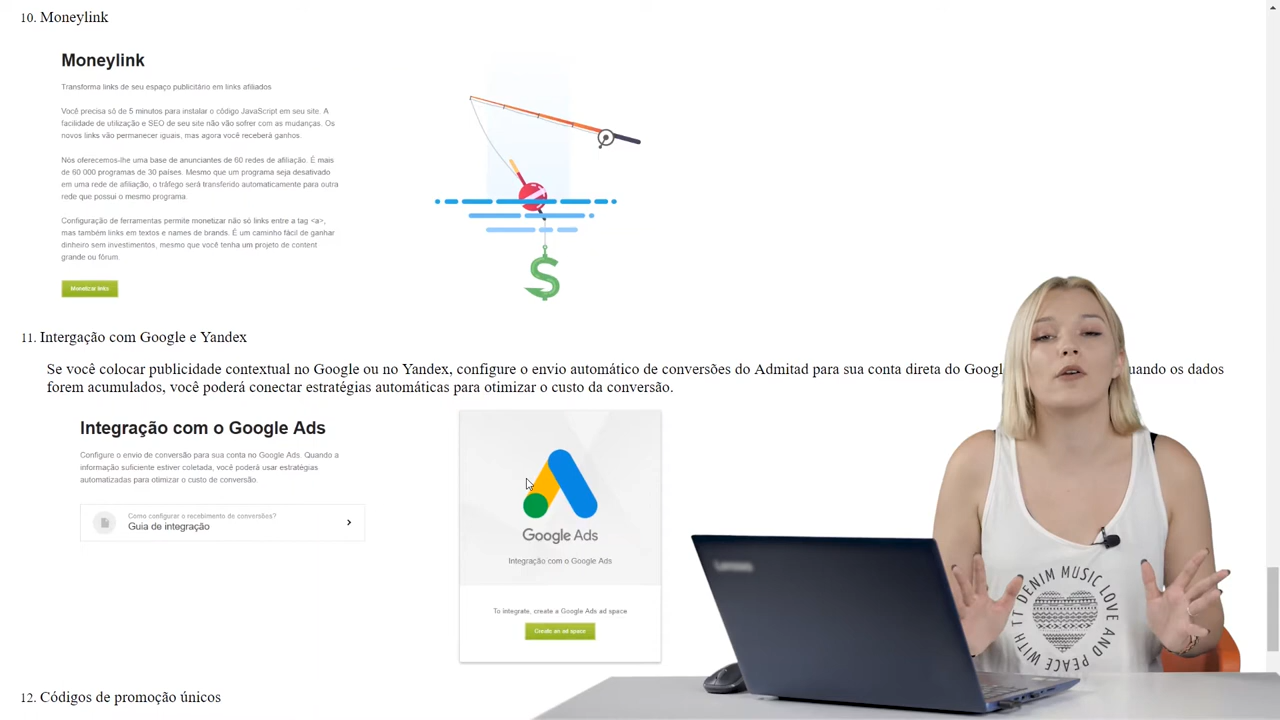 10. Moneylink
Moneylink
Transforma links de seu espaço publicitário em links afiliados
Você precisa só de 5 minutos para instalar o código JavaScript em seu site. A
facilidade de utilização e SEO de seu site não vão sofrer com as mudanças. Os
novos links vão permanecer iguais, mas agora você receberá ganhos.
Nós oferecemos-lhe uma base de anunciantes de 60 redes de afiliação. É mais
de 60 000 programas de 30 países. Mesmo que um programa seja desativado
em uma rede de afiliação, o tráfego será transfendo automaticamente para outra
rede que possui o mesmo programa.
Configuração de ferramentas permite monetizar não só links entre a tag <a>,
mas também links em textos e names de brands. É um caminho fácil de ganhar
dinheiro sem investimentos, mesmo que você tenha um projeto de content
grande ou fórum.
Monetizar links
11. Intergação com Google e Yandex
Se você colocar publicidade contextual no Google ou no Yandex, configure o envio automático de conversões do Admitad para sua conta direta do Googl uando os dados
forem acumulados, você poderá conectar estratégias automáticas para otimizar o custo da conversão.
Integração com o Google Ads
Configure o envio de conversão para sua conta no Google Ads. Quando a
informação suficiente estiver coletada, você poderá usar estratégias
automatizadas para otimizar o custo de conversão.
Como configurar o recebimento de conversões?
Guia de integração
Google Ads
Integração com o Google Ads
To integrate, create a Google Ads ad space
Create an ad space
Lenovo
TT DENIM MUSIC LOVE AND PEACE WITH
12. Códigos de promoção únicos